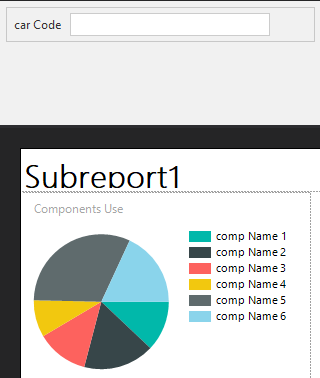 car Code
Subreport1
Components Use
comp Name 1
comp Name 2
comp Name 3
comp Name 4
comp Name 5
comp Name 6